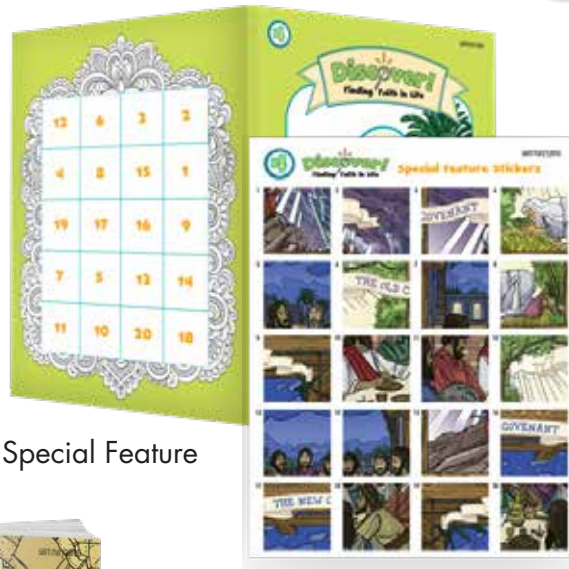 Discover!
Finding Faith in Life
12 6 3 2
4 8 15 1
19 17 16 9
7 5 13 14
11 10 20 18
Discover!
Finding Faith in Life
Special Feature Stickers
COVENANT
THE OLD C
COVENANT
THE NEW C
Special Feature